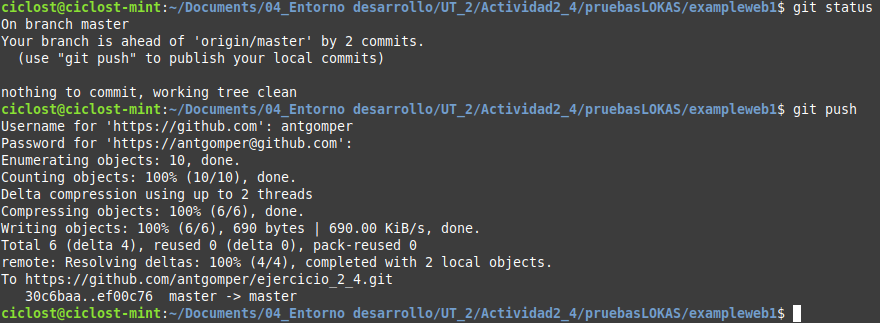 ciclost@ciclost-mint:~/Documents/04_Entorno desarrollo/UT_2/Actividad2_4/pruebasLOKAS/exampleweb1$ git status
On branch master
Your branch is ahead of 'origin/master' by 2 commits.
  (use "git push" to publish your local commits)

nothing to commit, working tree clean
ciclost@ciclost-mint:~/Documents/04_Entorno desarrollo/UT_2/Actividad2_4/pruebasLOKAS/exampleweb1$ git push
Username for 'https://github.com': antgomper
Password for 'https://antgomper@github.com':
Enumerating objects: 10, done.
Counting objects: 100% (10/10), done.
Delta compression using up to 2 threads
Compressing objects: 100% (6/6), done.
Writing objects: 100% (6/6), 690 bytes | 690.00 KiB/s, done.
Total 6 (delta 4), reused 0 (delta 0), pack-reused 0
remote: Resolving deltas: 100% (4/4), completed with 2 local objects.
To https://github.com/antgomper/ejercicio_2_4.git
   30c6baa..ef00c76  master -> master
ciclost@ciclost-mint:~/Documents/04_Entorno desarrollo/UT_2/Actividad2_4/pruebasLOKAS/exampleweb1$